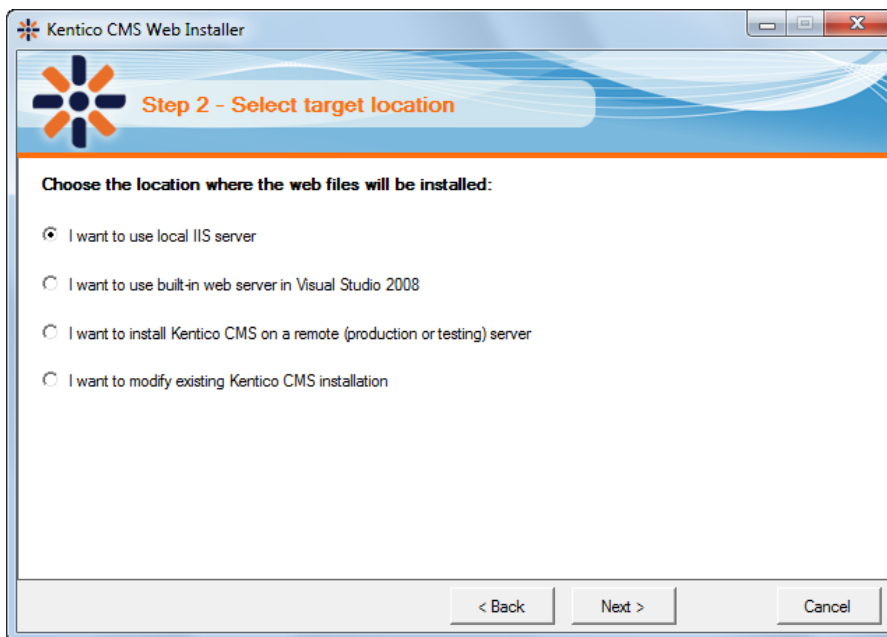 Kentico CMS Web Installer
Step 2 - Select target location
Choose the location where the web files will be installed:
I want to use local IIS server
I want to use built-in web server in Visual Studio 2008
I want to install Kentico CMS on a remote (production or testing) server
I want to modify existing Kentico CMS installation
< Back Next > Cancel